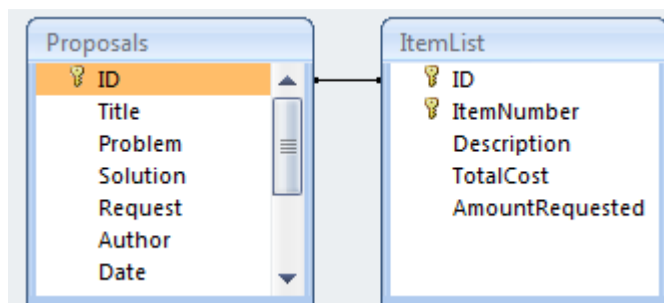 Proposals
ID
Title
Problem
Solution
Request
Author
Date
ItemList
ID
ItemNumber
Description
TotalCost
AmountRequested